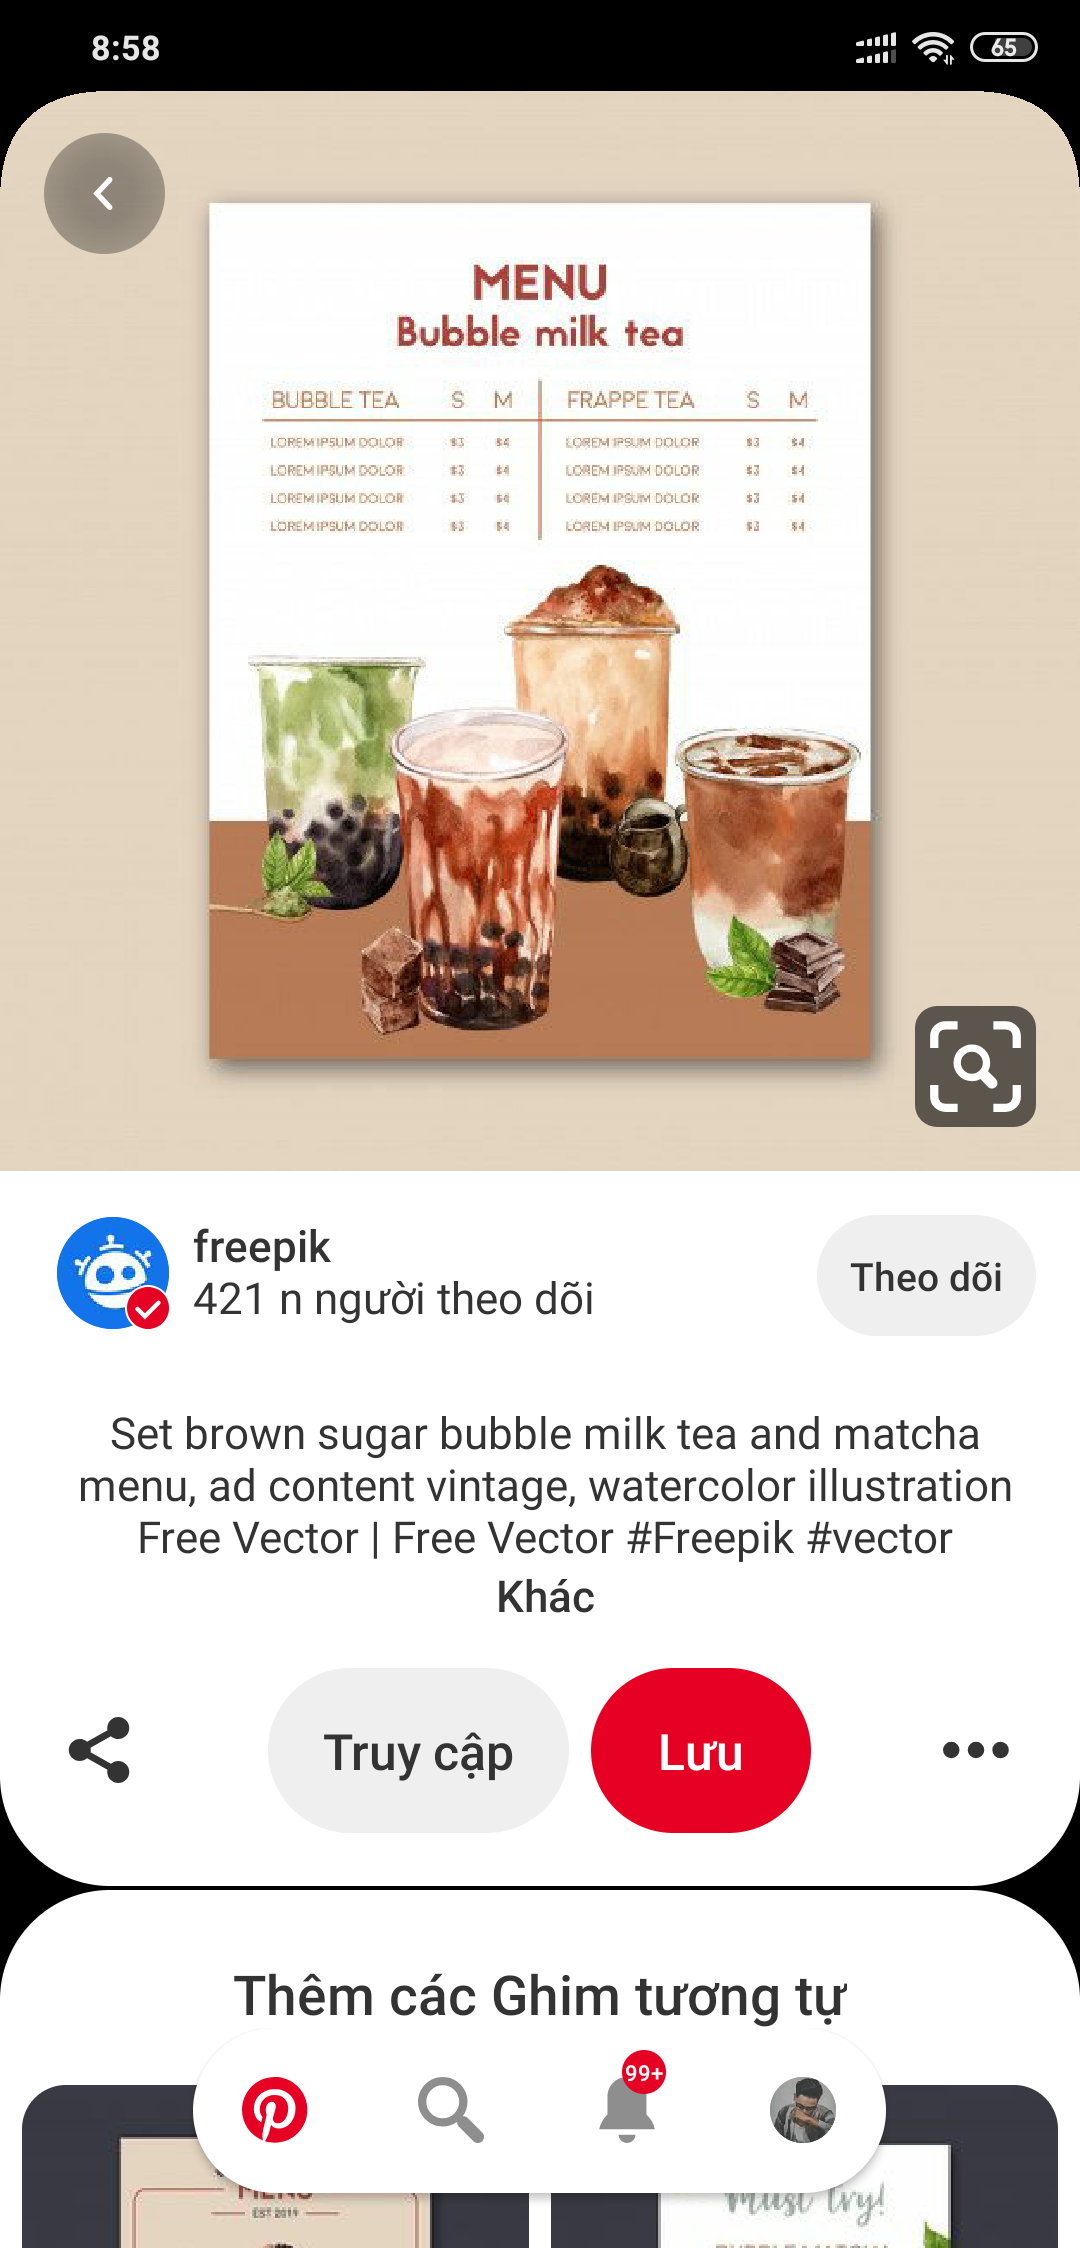 8:58
65
MENU
Bubble milk tea
BUBBLE TEA S M FRAPPE TEA S M
LOREM IPSUM DOLOR $3 $4 LOREM IPSUM DOLOR $3 $4
LOREM IPSUM DOLOR $3 $4 LOREM IPSUM DOLOR $3 $4
LOREM IPSUM DOLOR $3 $4 LOREM IPSUM DOLOR $3 $4
LOREM IPSUM DOLOR $3 $4 LOREM IPSUM DOLOR $3 $4
freepik
421 n người theo dõi
Theo dõi
Set brown sugar bubble milk tea and matcha
menu, ad content vintage, watercolor illustration
Free Vector | Free Vector #Freepik #vector
Khác
Truy cập
Lưu
Thêm các Ghim tương tự
99+
MENU
EST 2019
Must try!